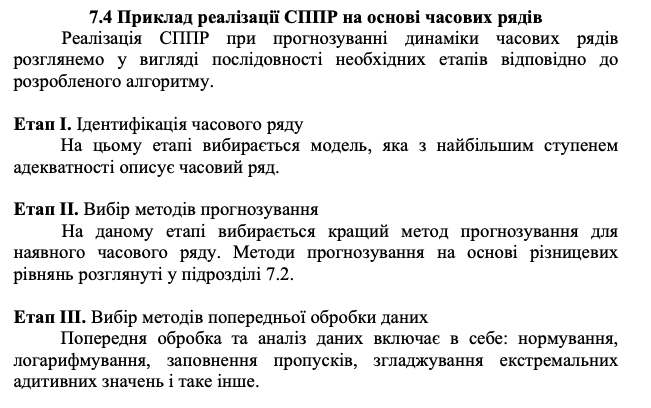 7.4 Приклад реалізації СППР на основі часових рядів
Реалізація СППР при прогнозуванні динаміки часових рядів
розглянемо у вигляді послідовності необхідних етапів відповідно до
розробленого алгоритму.
Етап I. Ідентифікація часового ряду
На цьому етапі вибирається модель, яка з найбільшим ступенем
адекватності описує часовий ряд.
Етап II. Вибір методів прогнозування
На даному етапі вибирається кращий метод прогнозування для
наявного часового ряду. Методи прогнозування на основі різницевих
рівнянь розглянуті у підрозділі 7.2.
Етап III. Вибір методів попередньої обробки даних
Попередня обробка та аналіз даних включає в себе: нормування,
логарифмування, заповнення пропусків, згладжування екстремальних
адитивних значень і таке інше.